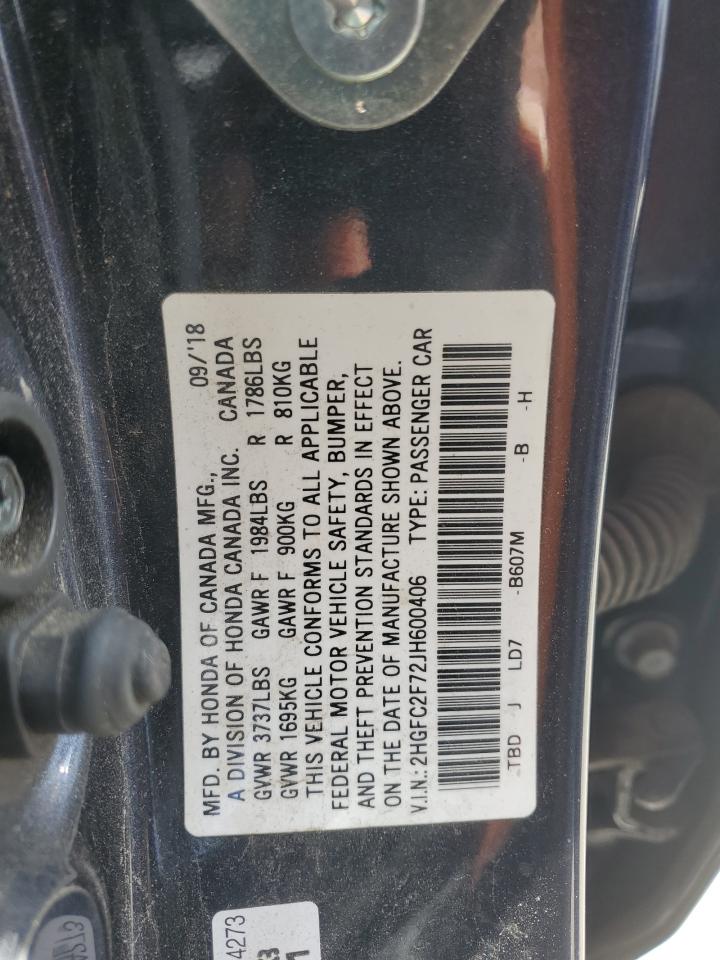 MFD. BY HONDA OF CANADA MFG., 09/'18
A DIVISION OF HONDA CANADA INC. CANADA
GVWR 3737LBS GAWR F 1984LBS R 1786LBS
GVWR 1695KG GAWR F 900KG R 810KG
THIS VEHICLE CONFORMS TO ALL APPLICABLE
FEDERAL MOTOR VEHICLE SAFETY, BUMPER,
AND THEFT PREVENTION STANDARDS IN EFFECT
ON THE DATE OF MANUFACTURE SHOWN ABOVE.
V.I.N.: 2HGFC2F72JH600406 TYPE: PASSENGER CAR
TBD J LD7 -B607M -B -H
4273